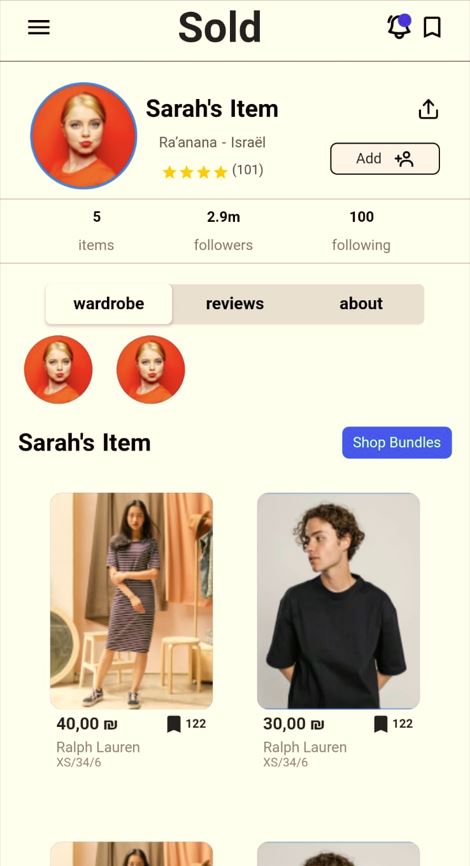 Sold
Sarah's Item
Ra'anana - Israël
(101)
Add
5 2.9m 100
items followers following
wardrobe reviews about
Sarah's Item
Shop Bundles
40,00 ₪ 122
Ralph Lauren
XS/34/6
30,00 ₪ 122
Ralph Lauren
XS/34/6